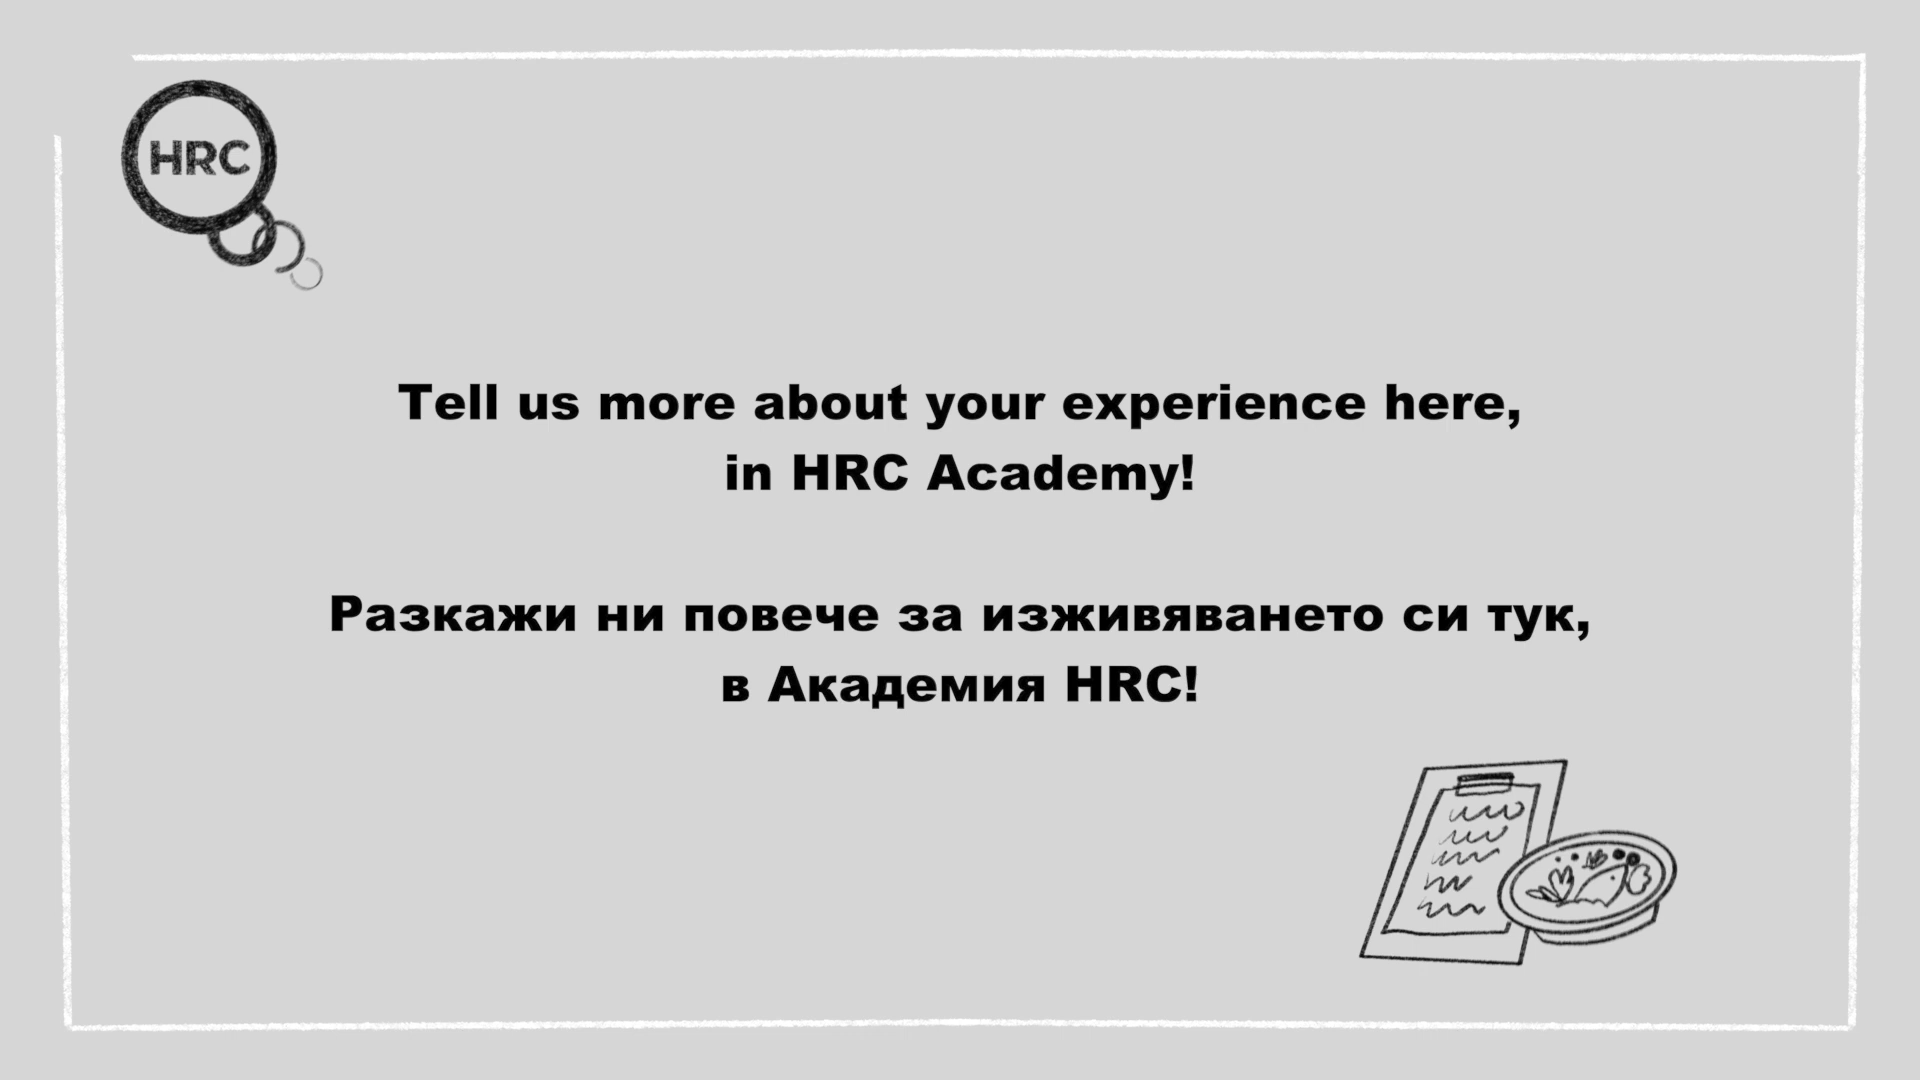 HRC
Tell us more about your experience here,
in HRC Academy!
Разкажи ни повече за изживяването си тук,
в Академия HRC!